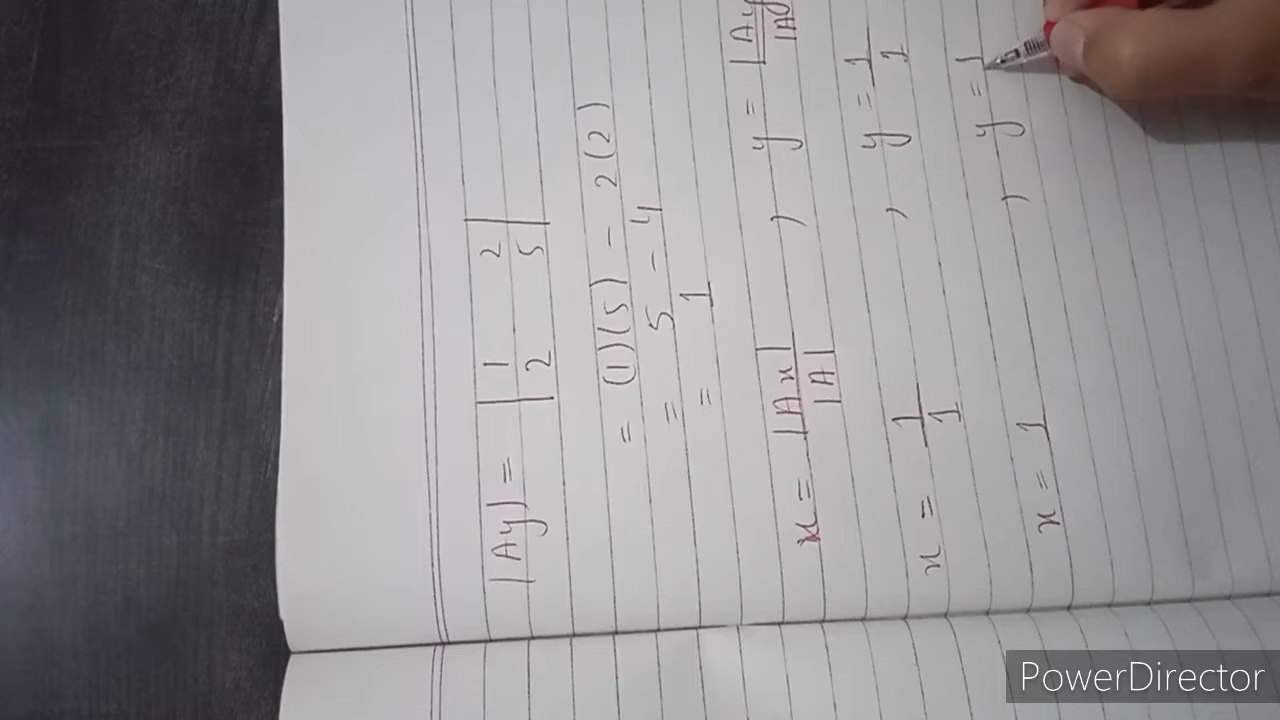 |Ay| = | 1 2 |
| 2 5 |
= (1)(5) - 2(2)
= 5 - 4
= 1
x = |Ax| / |A| , y = |Ay / |A
x = 1/1 , y = 1/1
x = 1 , y = 1
PowerDirector